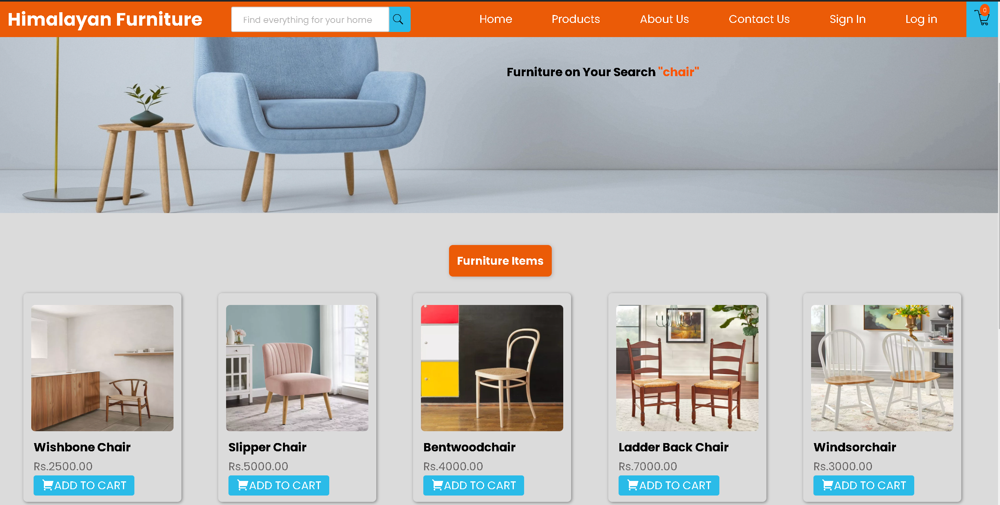 Himalayan Furniture
Find everything for your home
Home
Products
About Us
Contact Us
Sign In
Log in
0
Furniture on Your Search "chair"
Furniture Items
Wishbone Chair
Rs.2500.00
ADD TO CART
Slipper Chair
Rs.5000.00
ADD TO CART
Bentwoodchair
Rs.4000.00
ADD TO CART
Ladder Back Chair
Rs.7000.00
ADD TO CART
Windsorchair
Rs.3000.00
ADD TO CART